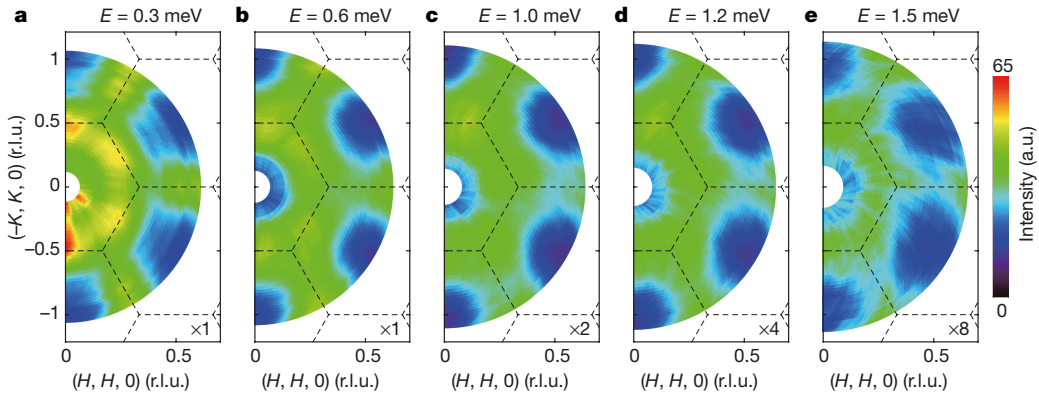 a E = 0.3 meV b E = 0.6 meV c E = 1.0 meV d E = 1.2 meV e E = 1.5 meV
1
0.5
0
−0.5
−1
(−K, K, 0) (r.l.u.)
×1 ×1 ×2 ×4 ×8
0 0.5 0 0.5 0 0.5 0 0.5 0 0.5
(H, H, 0) (r.l.u.) (H, H, 0) (r.l.u.) (H, H, 0) (r.l.u.) (H, H, 0) (r.l.u.) (H, H, 0) (r.l.u.)
65
Intensity (a.u.)
0